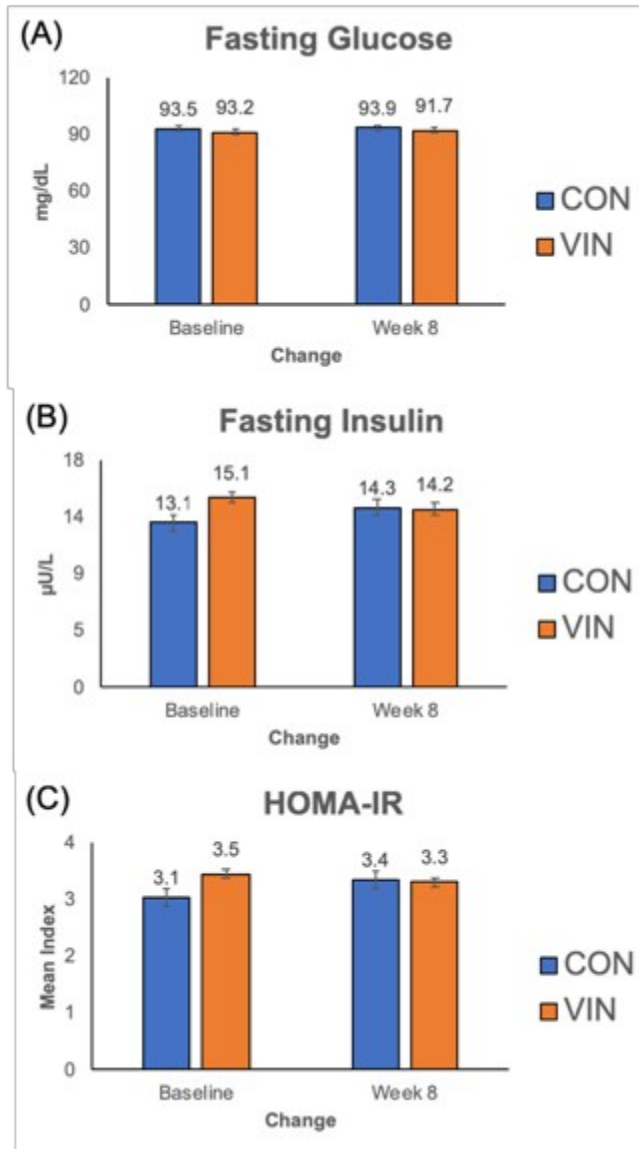 (A)
Fasting Glucose
120
90
60
30
0
mg/dL
93.5 93.2 93.9 91.7
Baseline Week 8
Change
CON
VIN
(B)
Fasting Insulin
18
14
9
5
0
µU/L
13.1 15.1 14.3 14.2
Baseline Week 8
Change
CON
VIN
(C)
HOMA-IR
4
3
2
1
0
Mean Index
3.1 3.5 3.4 3.3
Baseline Week 8
Change
CON
VIN